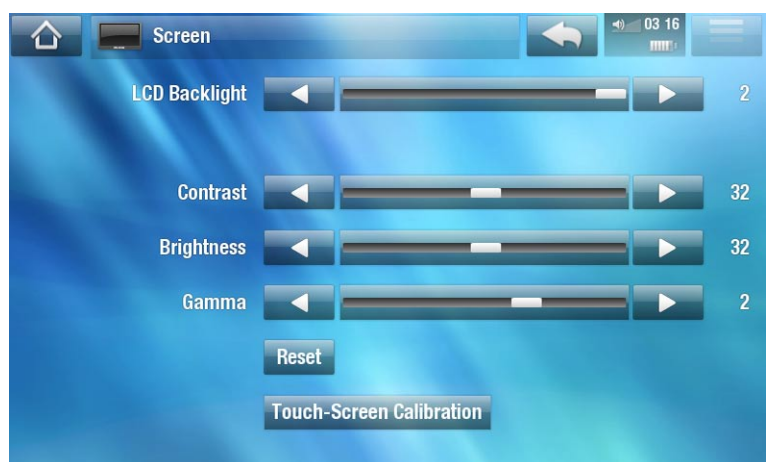 Screen
03 16
LCD Backlight 2
Contrast 32
Brightness 32
Gamma 2
Reset
Touch-Screen Calibration